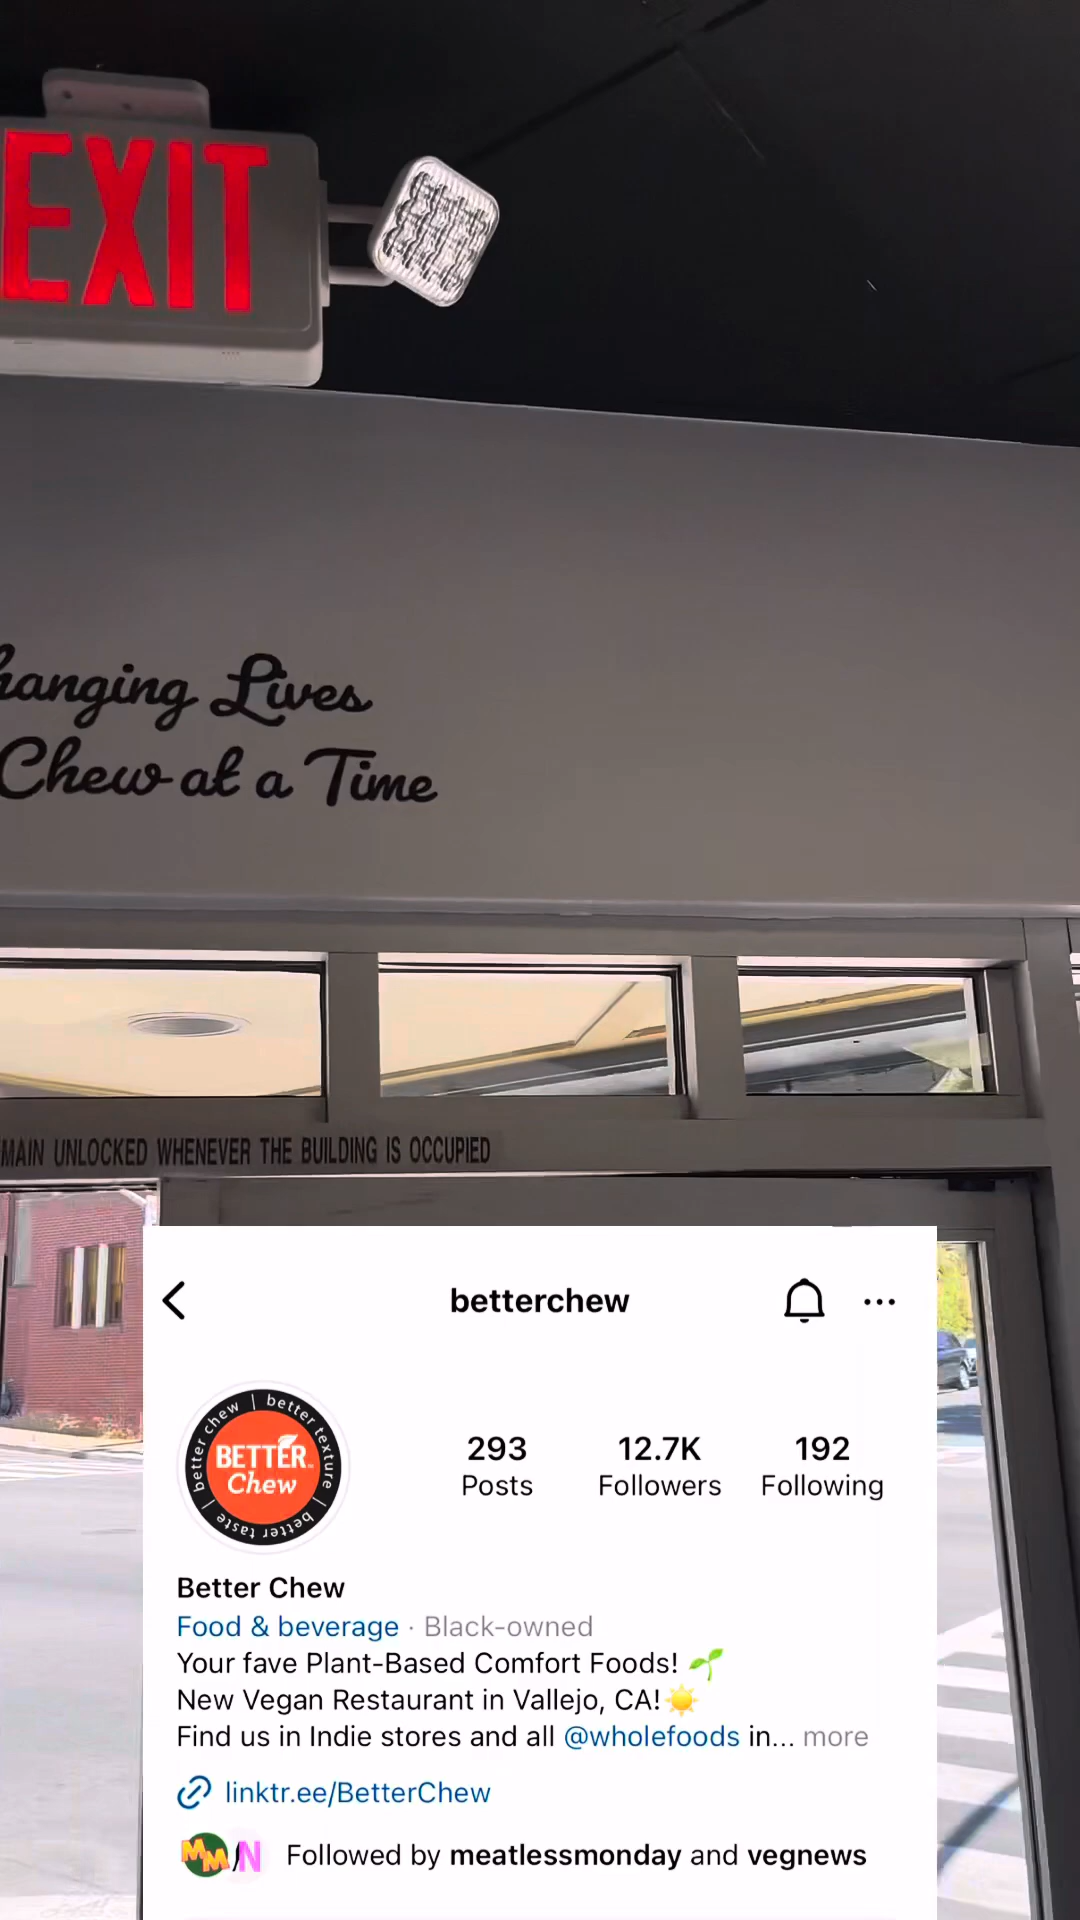 EXIT
hanging Lives
Chew at a Time
MAIN UNLOCKED WHENEVER THE BUILDING IS OCCUPIED
betterchew
better chew | better texture | better taste |
BETTER
Chew
293
12.7K
192
Posts
Followers
Following
Better Chew
Food & beverage · Black-owned
Your fave Plant-Based Comfort Foods! 🌱
New Vegan Restaurant in Vallejo, CA!☀️
Find us in Indie stores and all @wholefoods in... more
linktr.ee/BetterChew
MM N
Followed by meatlessmonday and vegnews